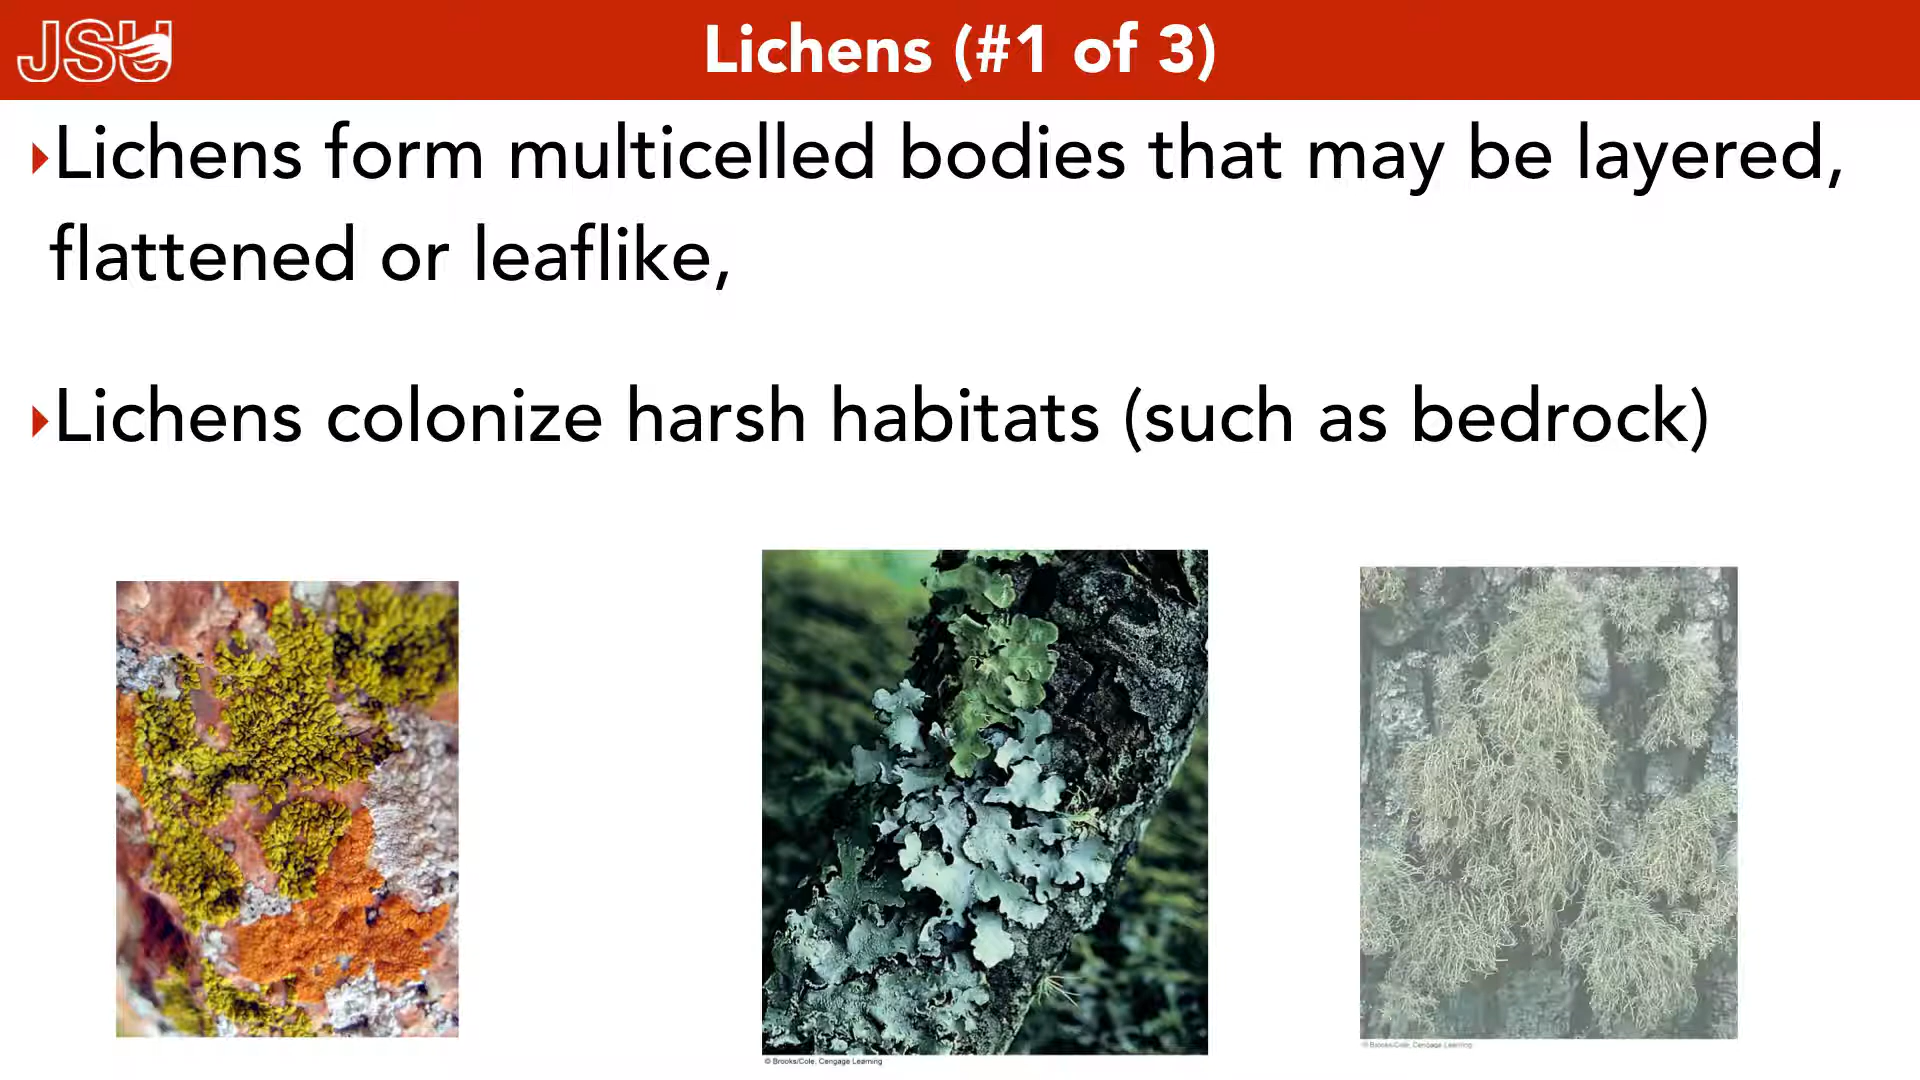 JSU
Lichens (#1 of 3)
‣Lichens form multicelled bodies that may be layered,
flattened or leaflike,
‣Lichens colonize harsh habitats (such as bedrock)
© Brooks/Cole, Cengage Learning
© Brooks/Cole, Cengage Learning